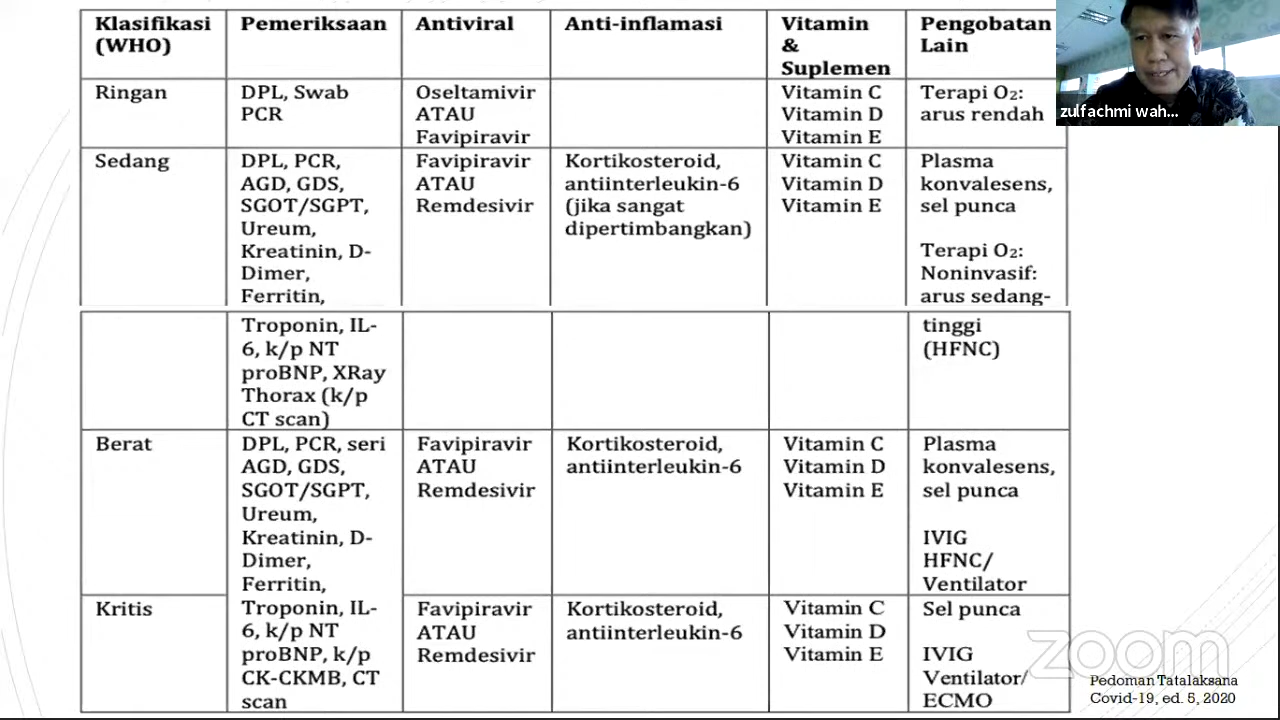 Klasifikasi (WHO)
Pemeriksaan
Antiviral
Anti-inflamasi
Vitamin & Suplemen
Pengobatan Lain
Ringan
DPL, Swab
PCR
Oseltamivir
ATAU
Favipiravir
Vitamin C
Vitamin D
Vitamin E
Terapi O₂:
arus rendah
Sedang
DPL, PCR,
AGD, GDS,
SGOT/SGPT,
Ureum,
Kreatinin, D-
Dimer,
Ferritin,
Troponin, IL-
6, k/p NT
proBNP, XRay
Thorax (k/p
CT scan)
Favipiravir
ATAU
Remdesivir
Kortikosteroid,
antiinterleukin-6
(jika sangat
dipertimbangkan)
Vitamin C
Vitamin D
Vitamin E
Plasma
konvalesens,
sel punca
Terapi O₂:
Noninvasif:
arus sedang-
tinggi
(HFNC)
Berat
DPL, PCR, seri
AGD, GDS,
SGOT/SGPT,
Ureum,
Kreatinin, D-
Dimer,
Ferritin,
Troponin, IL-
6, k/p NT
proBNP, k/p
CK-CKMB, CT
scan
Favipiravir
ATAU
Remdesivir
Kortikosteroid,
antiinterleukin-6
Vitamin C
Vitamin D
Vitamin E
Plasma
konvalesens,
sel punca
IVIG
HFNC/
Ventilator
Kritis
Favipiravir
ATAU
Remdesivir
Kortikosteroid,
antiinterleukin-6
Vitamin C
Vitamin D
Vitamin E
Sel punca
IVIG
Ventilator/
ECMO
zulfachmi wah...
zoom
Pedoman Tatalaksana
Covid-19, ed. 5, 2020